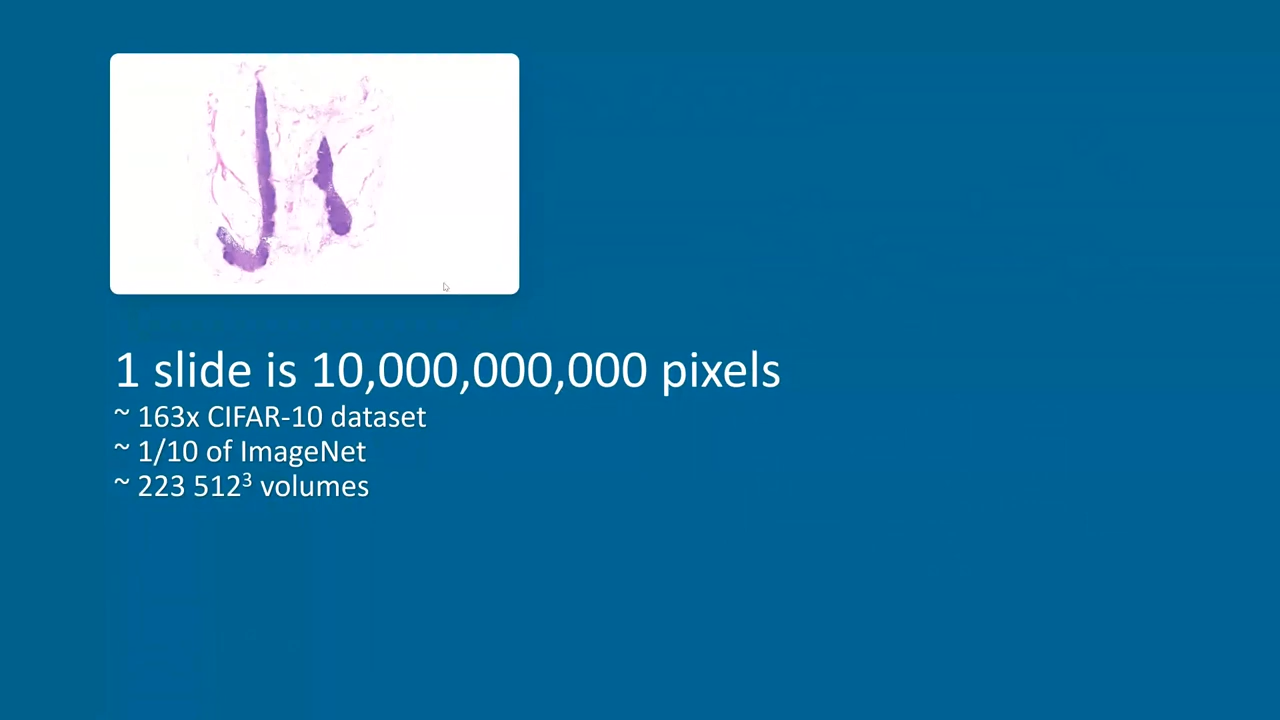 1 slide is 10,000,000,000 pixels
~ 163x CIFAR-10 dataset
~ 1/10 of ImageNet
~ 223 512³ volumes